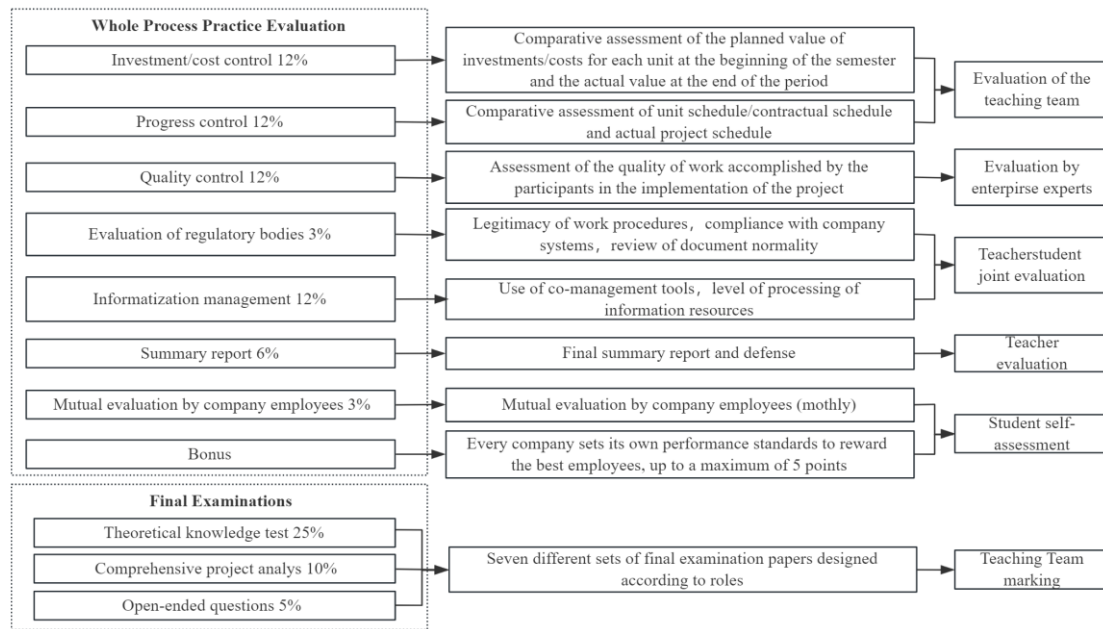 Whole Process Practice Evaluation
Investment/cost control 12%
Comparative assessment of the planned value of
investments/costs for each unit at the beginning of the semester
and the actual value at the end of the period
Evaluation of the
teaching team
Progress control 12%
Comparative assessment of unit schedule/contractual schedule
and actual project schedule
Quality control 12%
Assessment of the quality of work accomplished by the
participants in the implementation of the project
Evaluation by
enterpirse experts
Evaluation of regulatory bodies 3%
Legitimacy of work procedures，compliance with company
systems，review of document normality
Teacherstudent
joint evaluation
Informatization management 12%
Use of co-management tools，level of processing of
information resources
Summary report 6%
Final summary report and defense
Teacher
evaluation
Mutual evaluation by company employees 3%
Mutual evaluation by company employees (mothly)
Student self-
assessment
Bonus
Every company sets its own performance standards to reward
the best employees, up to a maximum of 5 points
Final Examinations
Theoretical knowledge test 25%
Comprehensive project analys 10%
Open-ended questions 5%
Seven different sets of final examination papers designed
according to roles
Teaching Team
marking